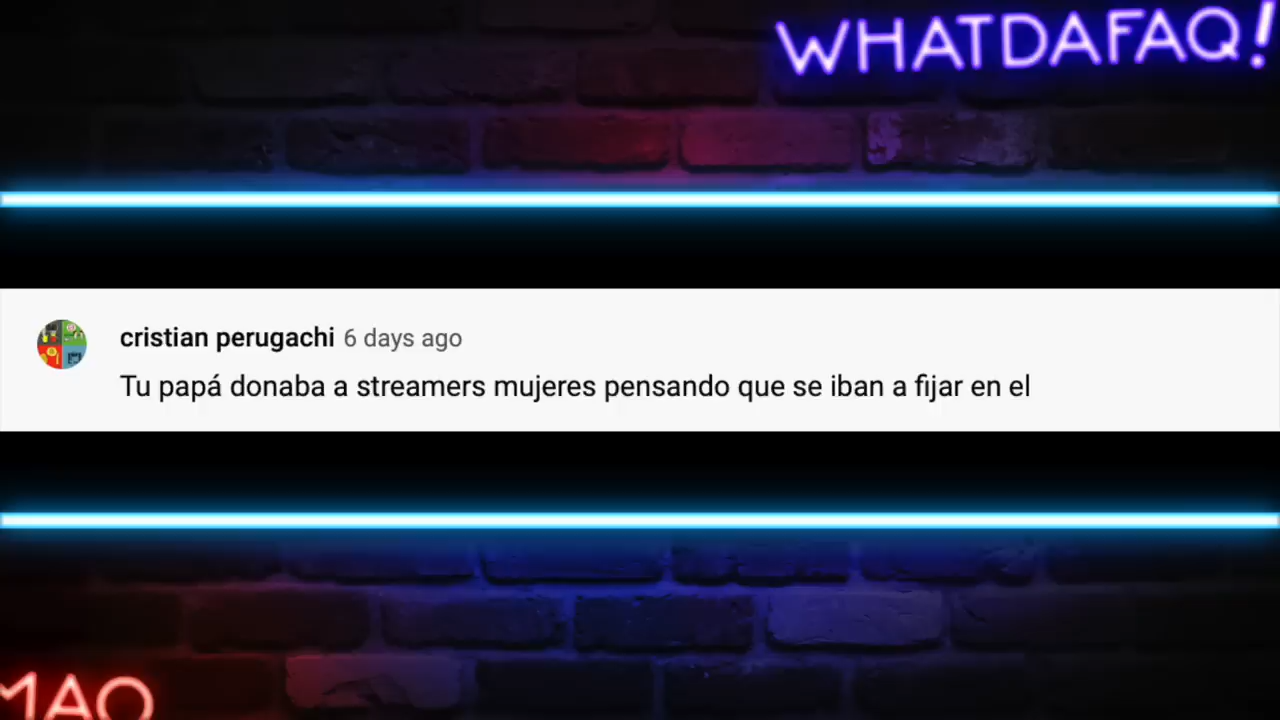 WHATDAFAQ!
cristian perugachi 6 days ago
Tu papá donaba a streamers mujeres pensando que se iban a fijar en el
MAO